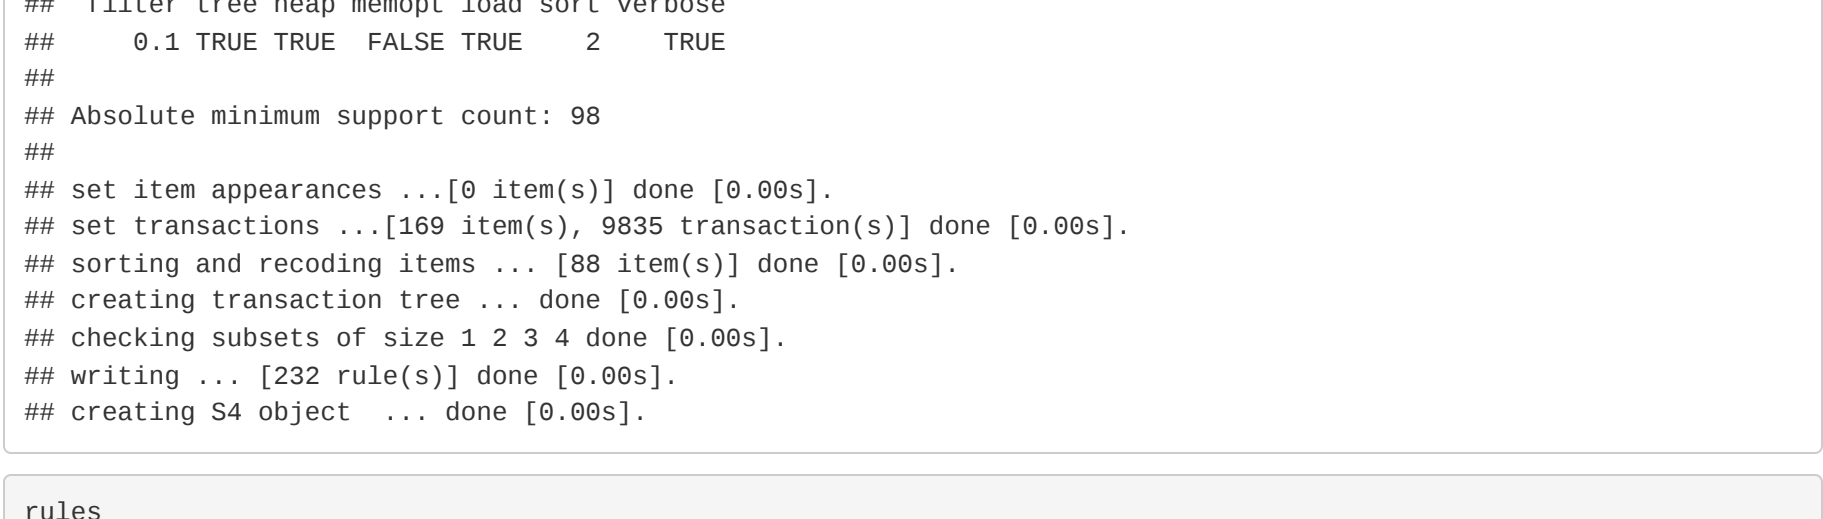 ##  filter tree heap memopt load sort verbose
##     0.1 TRUE TRUE  FALSE TRUE    2    TRUE
##
## Absolute minimum support count: 98
##
## set item appearances ...[0 item(s)] done [0.00s].
## set transactions ...[169 item(s), 9835 transaction(s)] done [0.00s].
## sorting and recoding items ... [88 item(s)] done [0.00s].
## creating transaction tree ... done [0.00s].
## checking subsets of size 1 2 3 4 done [0.00s].
## writing ... [232 rule(s)] done [0.00s].
## creating S4 object  ... done [0.00s].
rules